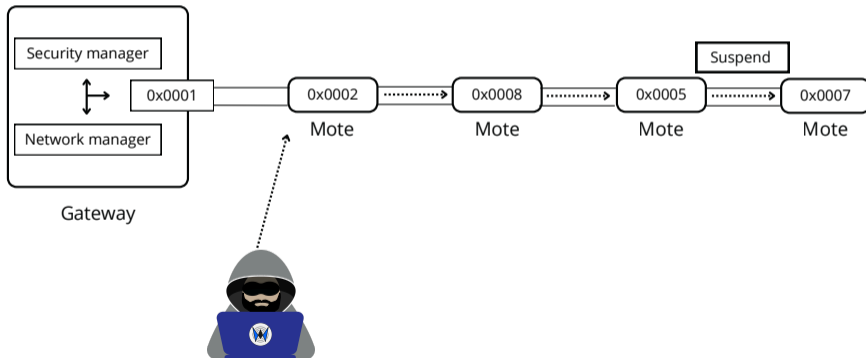 Security manager
Network manager
Gateway
0x0001
0x0002
Mote
0x0008
Mote
0x0005
Mote
Suspend
0x0007
Mote